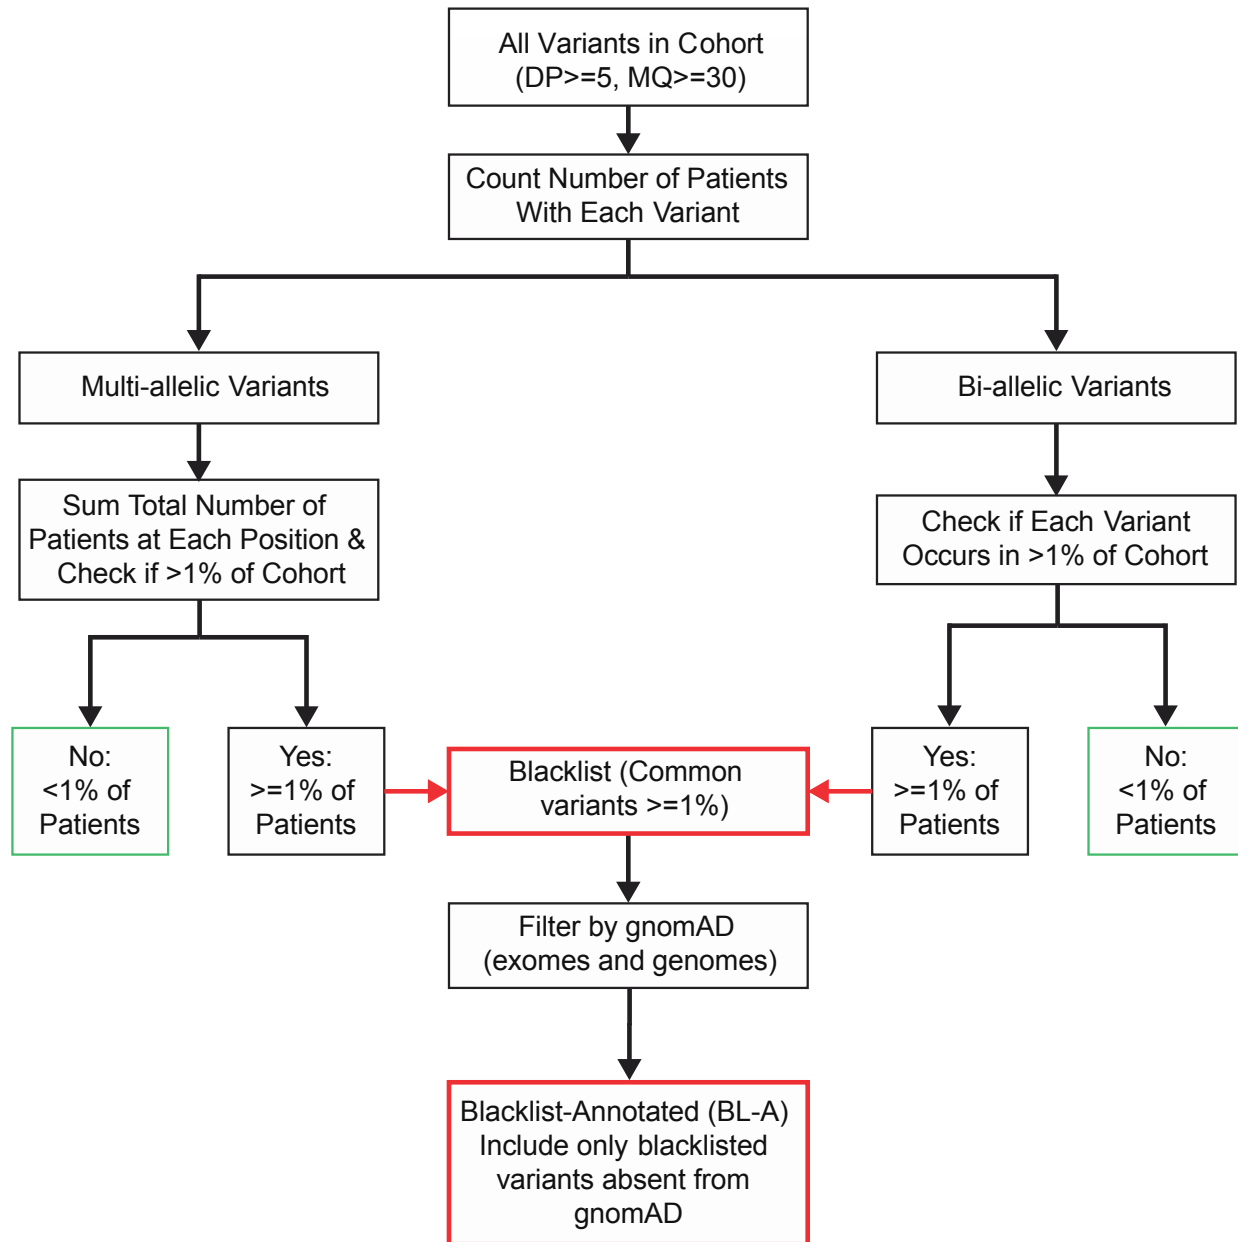 All Variants in Cohort
(DP>=5, MQ>=30)
Count Number of Patients
With Each Variant
Multi-allelic Variants
Bi-allelic Variants
Sum Total Number of
Patients at Each Position &
Check if >1% of Cohort
Check if Each Variant
Occurs in >1% of Cohort
No:
<1% of
Patients
Yes:
>=1% of
Patients
Blacklist (Common
variants >=1%)
Yes:
>=1% of
Patients
No:
<1% of
Patients
Filter by gnomAD
(exomes and genomes)
Blacklist-Annotated (BL-A)
Include only blacklisted
variants absent from
gnomAD